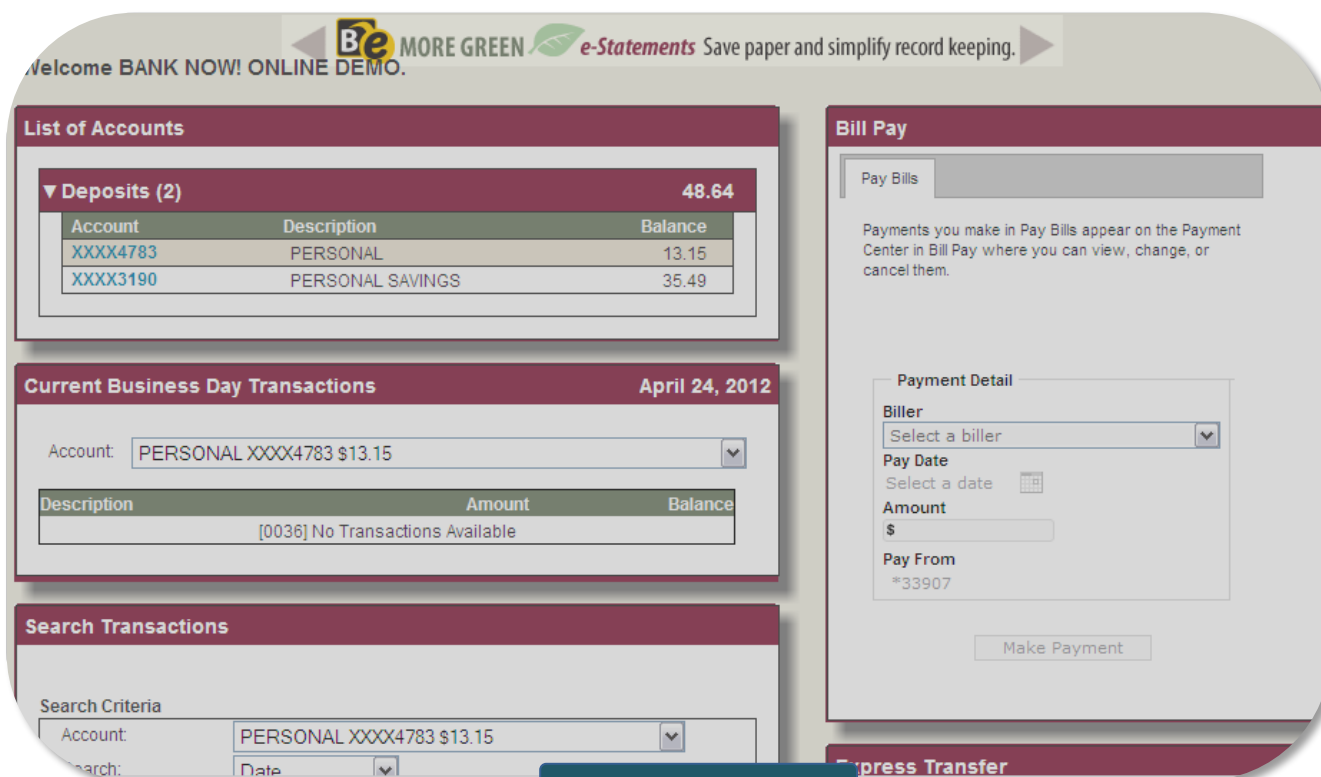 Be MORE GREEN e-Statements Save paper and simplify record keeping.
Welcome BANK NOW! ONLINE DEMO.
List of Accounts
Deposits (2) 48.64
Account Description Balance
XXXX4783 PERSONAL 13.15
XXXX3190 PERSONAL SAVINGS 35.49
Current Business Day Transactions April 24, 2012
Account: PERSONAL XXXX4783 $13.15
Description Amount Balance
[0036] No Transactions Available
Search Transactions
Search Criteria
Account: PERSONAL XXXX4783 $13.15
Search: Date
Bill Pay
Pay Bills
Payments you make in Pay Bills appear on the Payment
Center in Bill Pay where you can view, change, or
cancel them.
Payment Detail
Biller
Select a biller
Pay Date
Select a date
Amount
$
Pay From
*33907
Make Payment
Express Transfer